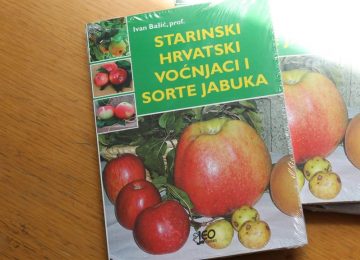 Ivan Bašić, prof.
STARINSKI
HRVATSKI
VOĆNJACI I
SORTE JABUKA